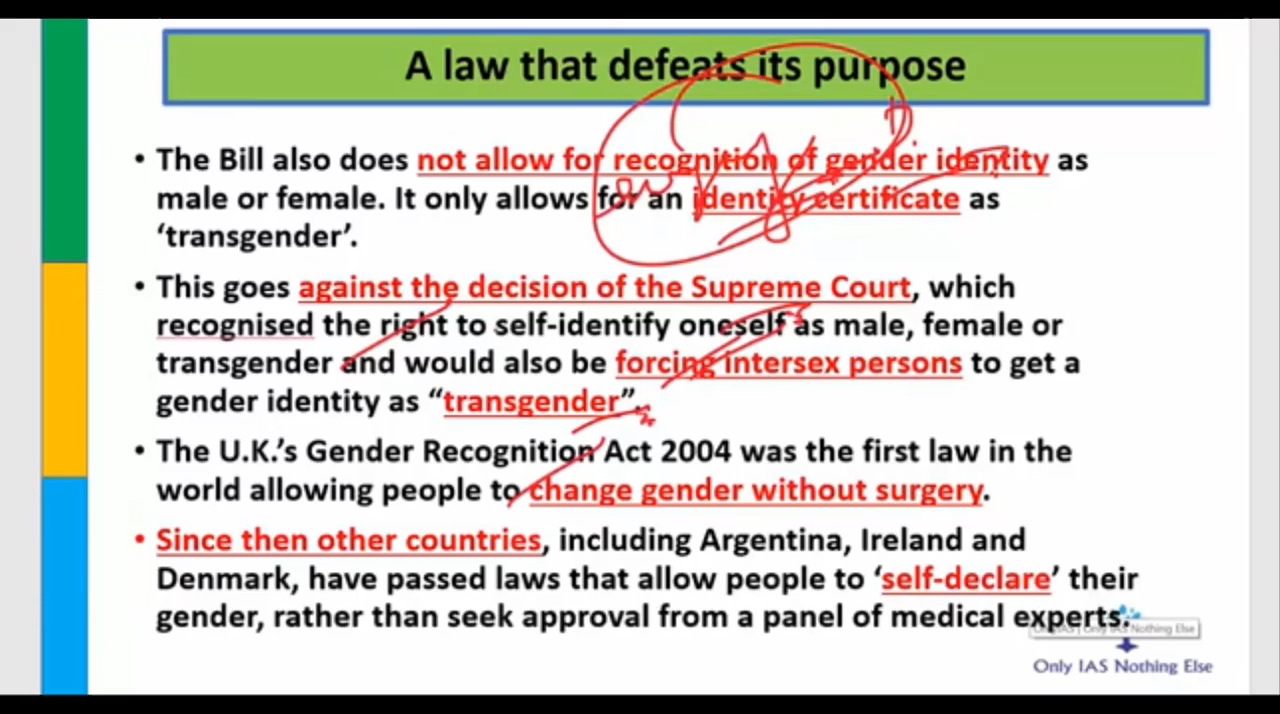 A law that defeats its purpose
• The Bill also does not allow for recognition of gender identity as
male or female. It only allows for an identity certificate as
‘transgender’.
• This goes against the decision of the Supreme Court, which
recognised the right to self-identify oneself as male, female or
transgender and would also be forcing intersex persons to get a
gender identity as “transgender”.
• The U.K.’s Gender Recognition Act 2004 was the first law in the
world allowing people to change gender without surgery.
• Since then other countries, including Argentina, Ireland and
Denmark, have passed laws that allow people to ‘self-declare’ their
gender, rather than seek approval from a panel of medical experts.
OnlyIAS | Only IAS Nothing Else
Only IAS Nothing Else